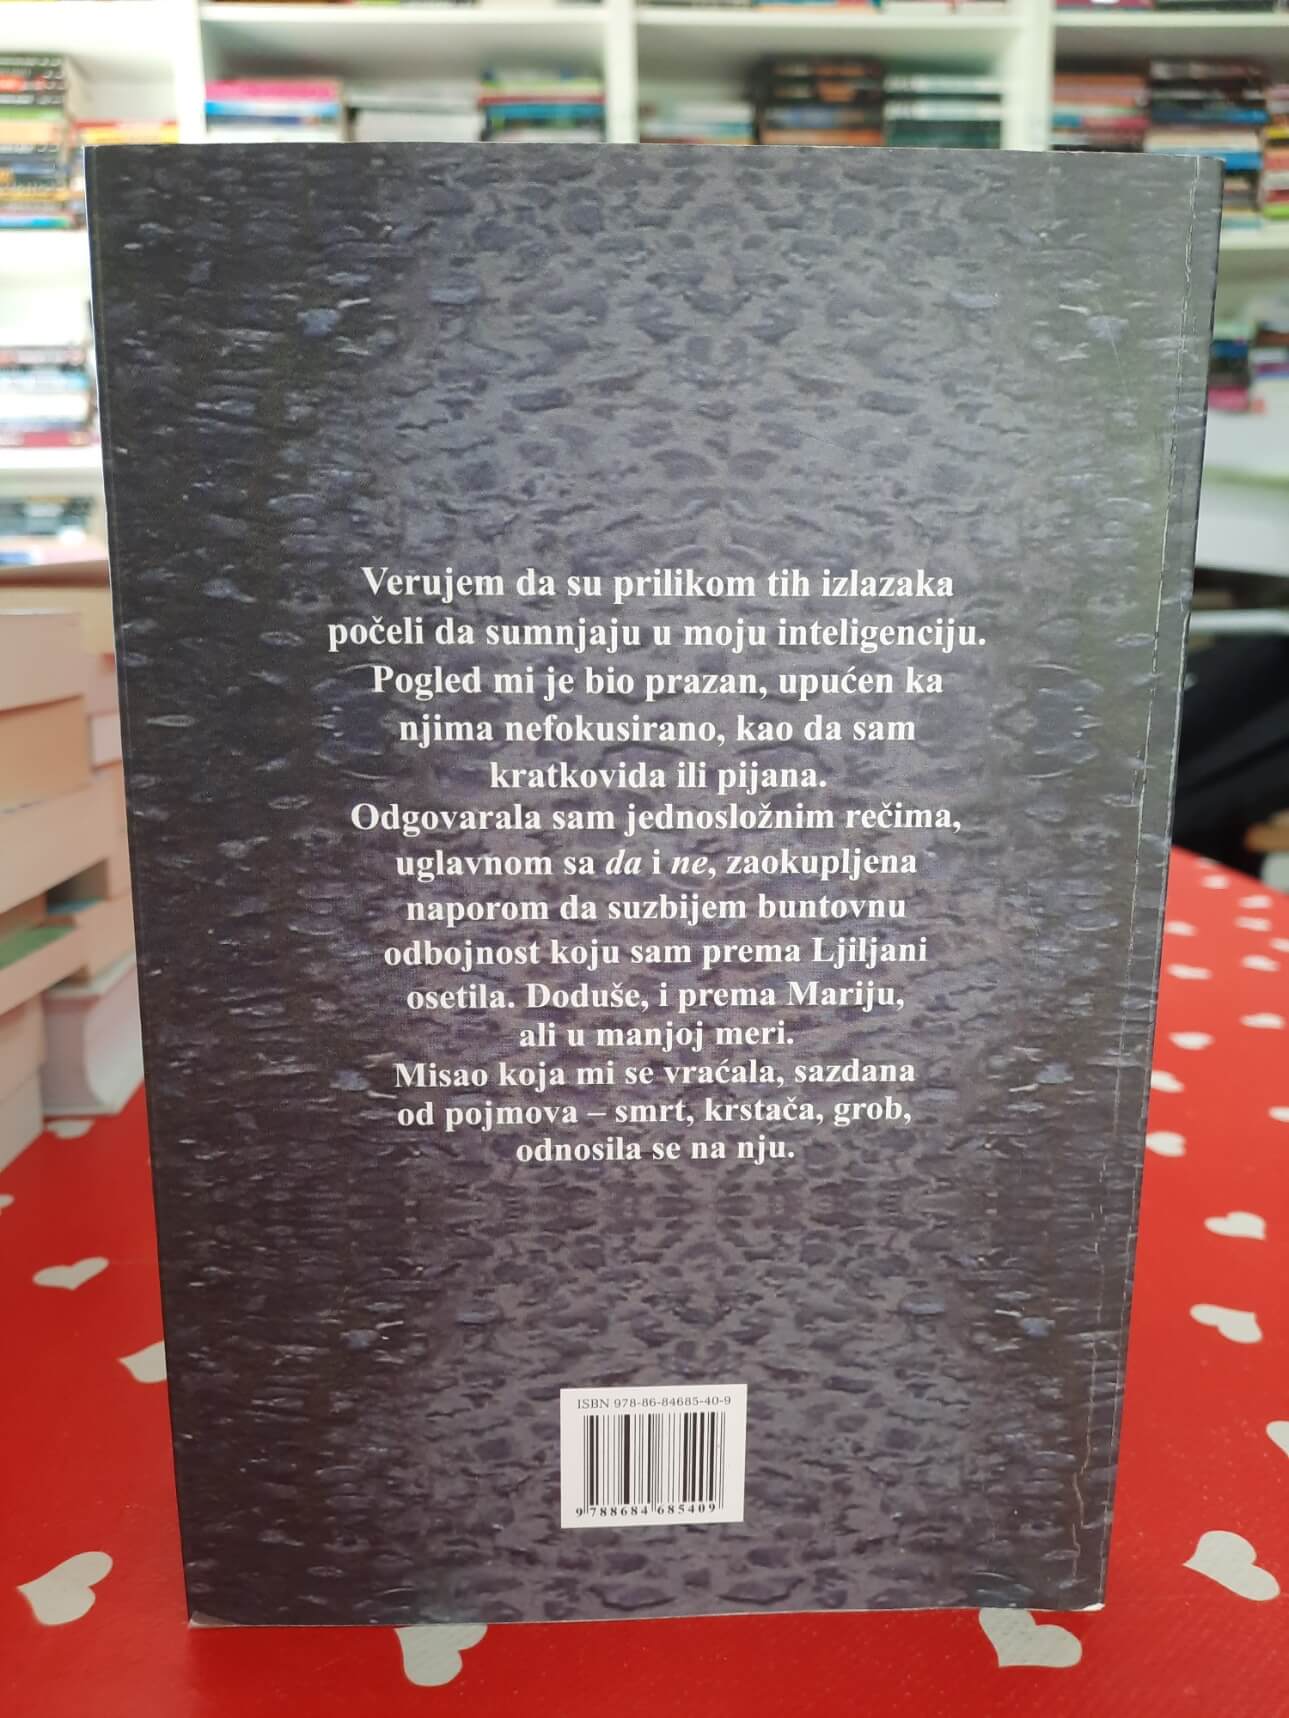 Verujem da su prilikom tih izlazaka
počeli da sumnjaju u moju inteligenciju.
Pogled mi je bio prazan, upućen ka
njima nefokusirano, kao da sam
kratkovida ili pijana.
Odgovarala sam jednosložnim rečima,
uglavnom sa da i ne, zaokupljena
naporom da suzbijem buntovnu
odbojnost koju sam prema Ljiljani
osetila. Doduše, i prema Mariju,
ali u manjoj meri.
Misao koja mi se vraćala, sazdana
od pojmova – smrt, krstača, grob,
odnosila se na nju.
ISBN 978-86-84685-40-9
9 788684 685409